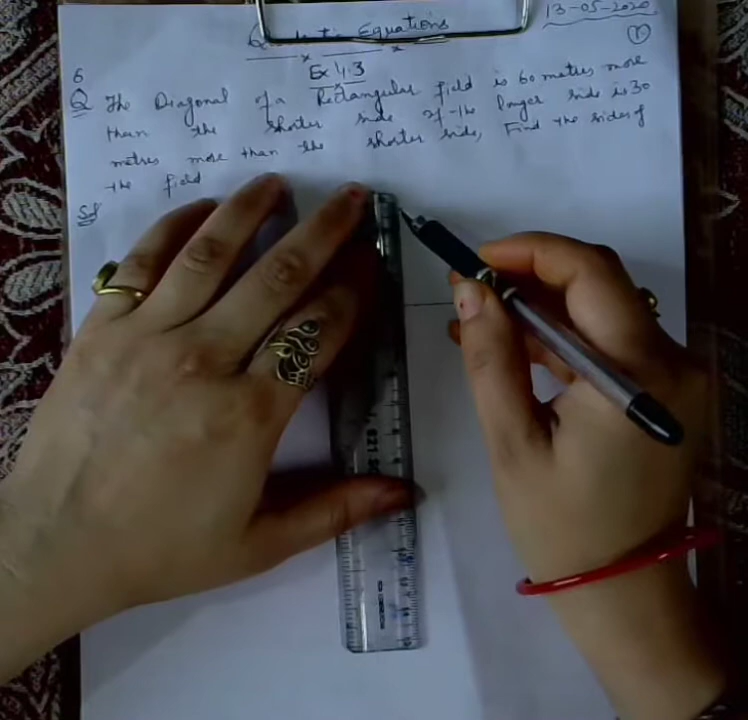 13-05-2020
Equations
①
Ex 4.3
6
Q The Diagonal of a Rectangular field is 60 metres more
than the shorter side if the longer side is 30
metres more than the shorter side, Find the sides of
the field
Sol